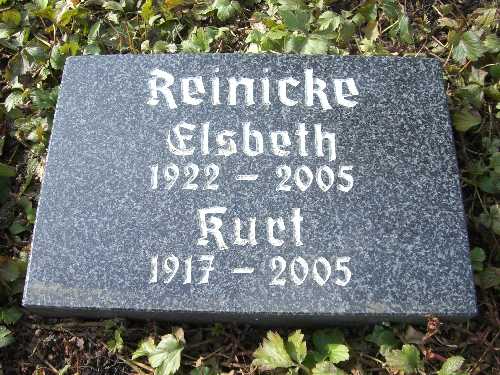 Reinicke
Elsbeth
1922 - 2005
Kurt
1917 - 2005